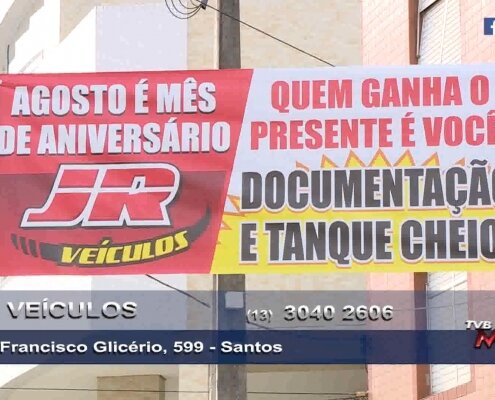 AGOSTO É MÊS
DE ANIVERSÁRIO
JR
VEÍCULOS
QUEM GANHA O
PRESENTE É VOCÊ
DOCUMENTAÇÃO
E TANQUE CHEIO
VEÍCULOS (13) 3040 2606
Francisco Glicério, 599 - Santos
TVB